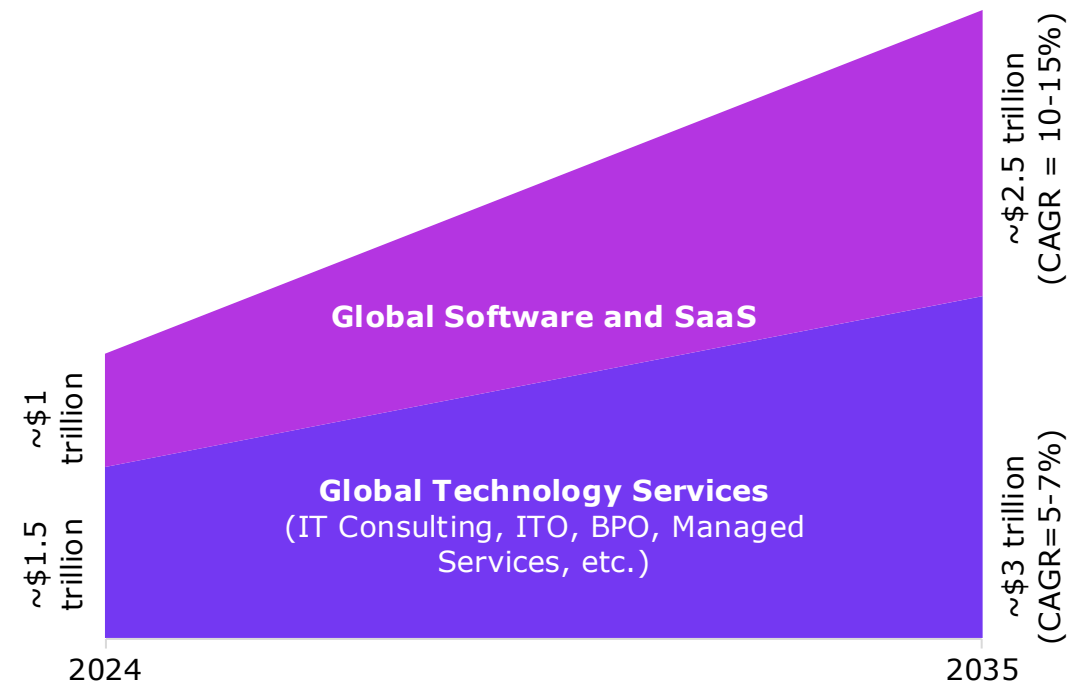 ~$2.5 trillion
(CAGR = 10-15%)
Global Software and SaaS
~$1
trillion
Global Technology Services
(IT Consulting, ITO, BPO, Managed
Services, etc.)
~$1.5
trillion
~$3 trillion
(CAGR=5-7%)
2024
2035